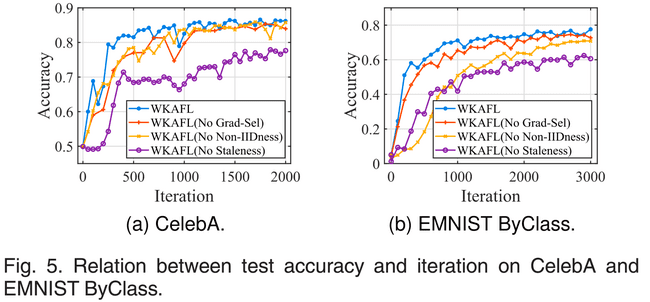 0.9
0.8
0.7
0.6
0.5
Accuracy
0 500 1000 1500 2000
Iteration
WKAFL
WKAFL(No Grad-Sel)
WKAFL(No Non-IIDness)
WKAFL(No Staleness)
(a) CelebA.
0.8
0.6
0.4
0.2
0
Accuracy
0 1000 2000 3000
Iteration
WKAFL
WKAFL(No Grad-Sel)
WKAFL(No Non-IIDness)
WKAFL(No Staleness)
(b) EMNIST ByClass.
Fig. 5. Relation between test accuracy and iteration on CelebA and
EMNIST ByClass.